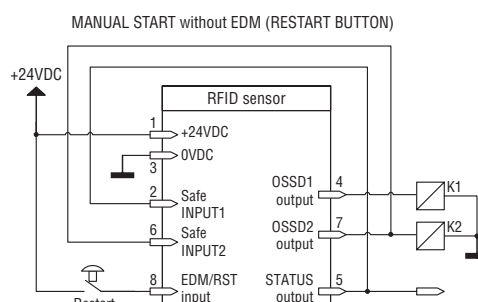 MANUAL START without EDM (RESTART BUTTON)
+24VDC
RFID sensor
1
+24VDC
0VDC
3
2
Safe
INPUT1
OSSD1
output
4
K1
6
Safe
INPUT2
OSSD2
output
7
K2
8
EDM/RST
input
STATUS
output
5
Restart